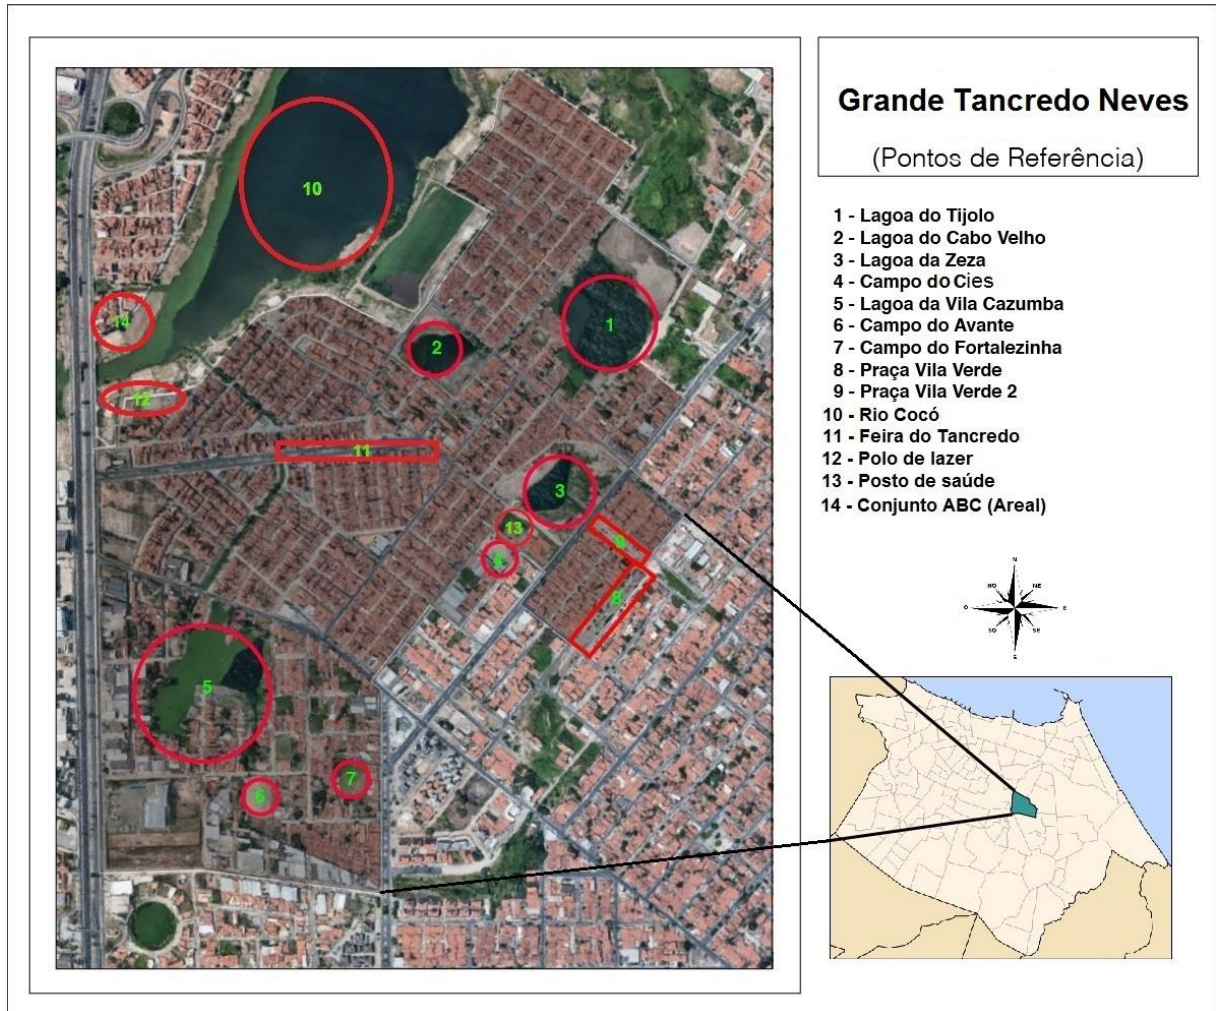 Grande Tancredo Neves
(Pontos de Referência)
1 - Lagoa do Tijolo
2 - Lagoa do Cabo Velho
3 - Lagoa da Zeza
4 - Campo do Cies
5 - Lagoa da Vila Cazumba
6 - Campo do Avante
7 - Campo do Fortalezinha
8 - Praça Vila Verde
9 - Praça Vila Verde 2
10 - Rio Cocó
11 - Feira do Tancredo
12 - Polo de lazer
13 - Posto de saúde
14 - Conjunto ABC (Areal)
10
14
1
2
12
11
3
13
4
9
8
5
7
6
N
NO NE
O E
SO SE
S